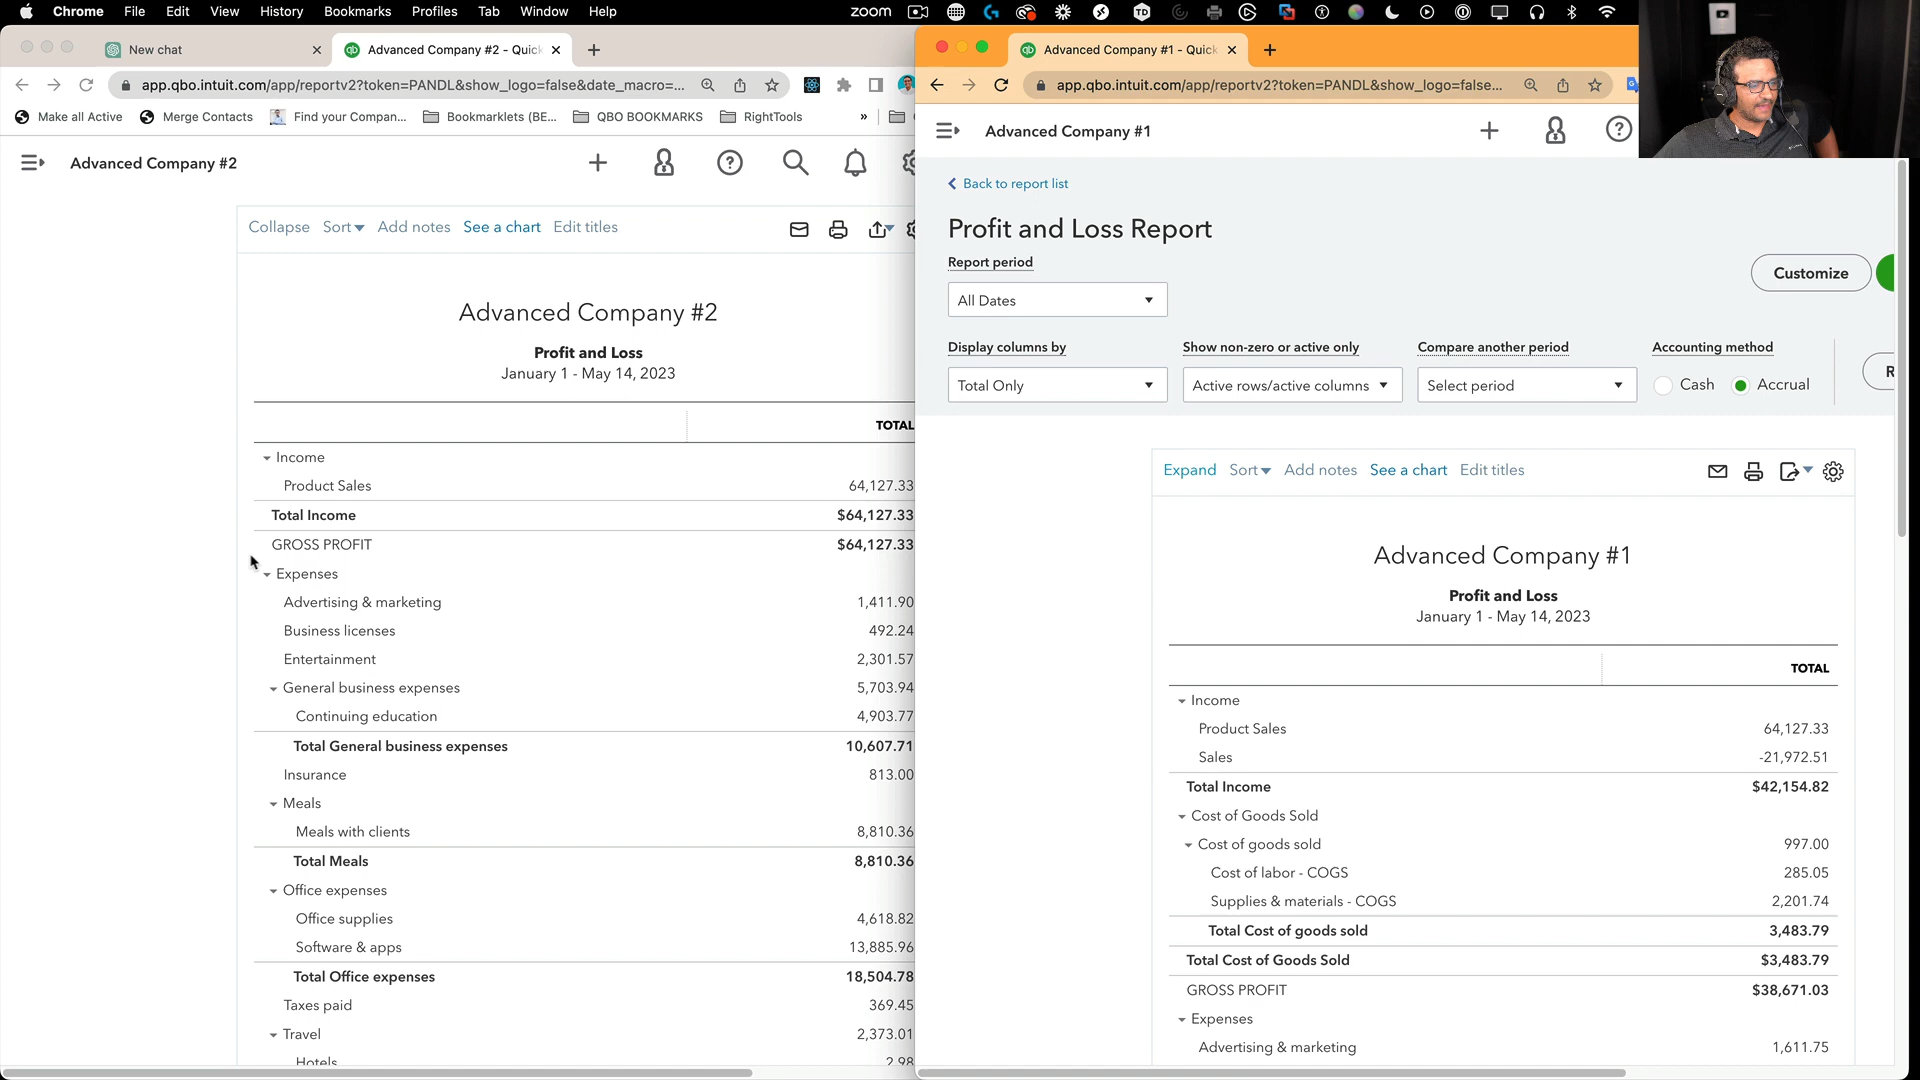 Chrome File Edit View History Bookmarks Profiles Tab Window Help
zoom
TD
New chat
Advanced Company #2 - Quick
app.qbo.intuit.com/app/reportv2?token=PANDL&show_logo=false&date_macro=...
Make all Active
Merge Contacts
Find your Compan...
Bookmarklets (BE...
QBO BOOKMARKS
RightTools
»
Advanced Company #2
Collapse Sort Add notes See a chart Edit titles
Advanced Company #2
Profit and Loss
January 1 - May 14, 2023
TOTAL
Income
Product Sales 64,127.33
Total Income $64,127.33
GROSS PROFIT $64,127.33
Expenses
Advertising & marketing 1,411.90
Business licenses 492.24
Entertainment 2,301.57
General business expenses 5,703.94
Continuing education 4,903.77
Total General business expenses 10,607.71
Insurance 813.00
Meals
Meals with clients 8,810.36
Total Meals 8,810.36
Office expenses
Office supplies 4,618.82
Software & apps 13,885.96
Total Office expenses 18,504.78
Taxes paid 369.45
Travel 2,373.01
Hotels 2.98
Advanced Company #1 - Quick
app.qbo.intuit.com/app/reportv2?token=PANDL&show_logo=false...
Advanced Company #1
Back to report list
Profit and Loss Report
Report period
All Dates
Customize
Display columns by
Total Only
Show non-zero or active only
Active rows/active columns
Compare another period
Select period
Accounting method
Cash Accrual
R
Expand Sort Add notes See a chart Edit titles
Advanced Company #1
Profit and Loss
January 1 - May 14, 2023
TOTAL
Income
Product Sales 64,127.33
Sales -21,972.51
Total Income $42,154.82
Cost of Goods Sold
Cost of goods sold 997.00
Cost of labor - COGS 285.05
Supplies & materials - COGS 2,201.74
Total Cost of goods sold 3,483.79
Total Cost of Goods Sold $3,483.79
GROSS PROFIT $38,671.03
Expenses
Advertising & marketing 1,611.75